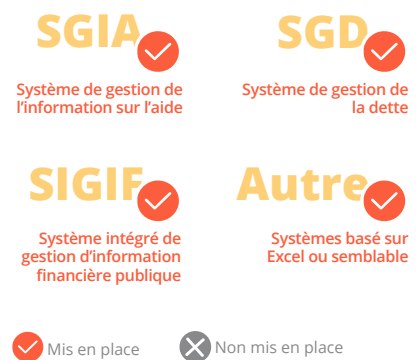 SGIA
Système de gestion de
l'information sur l'aide
SGD
Système de gestion de
la dette
SIGIF
Système intégré de
gestion d'information
financière publique
Autre
Systèmes basé sur
Excel ou semblable
Mis en place
Non mis en place